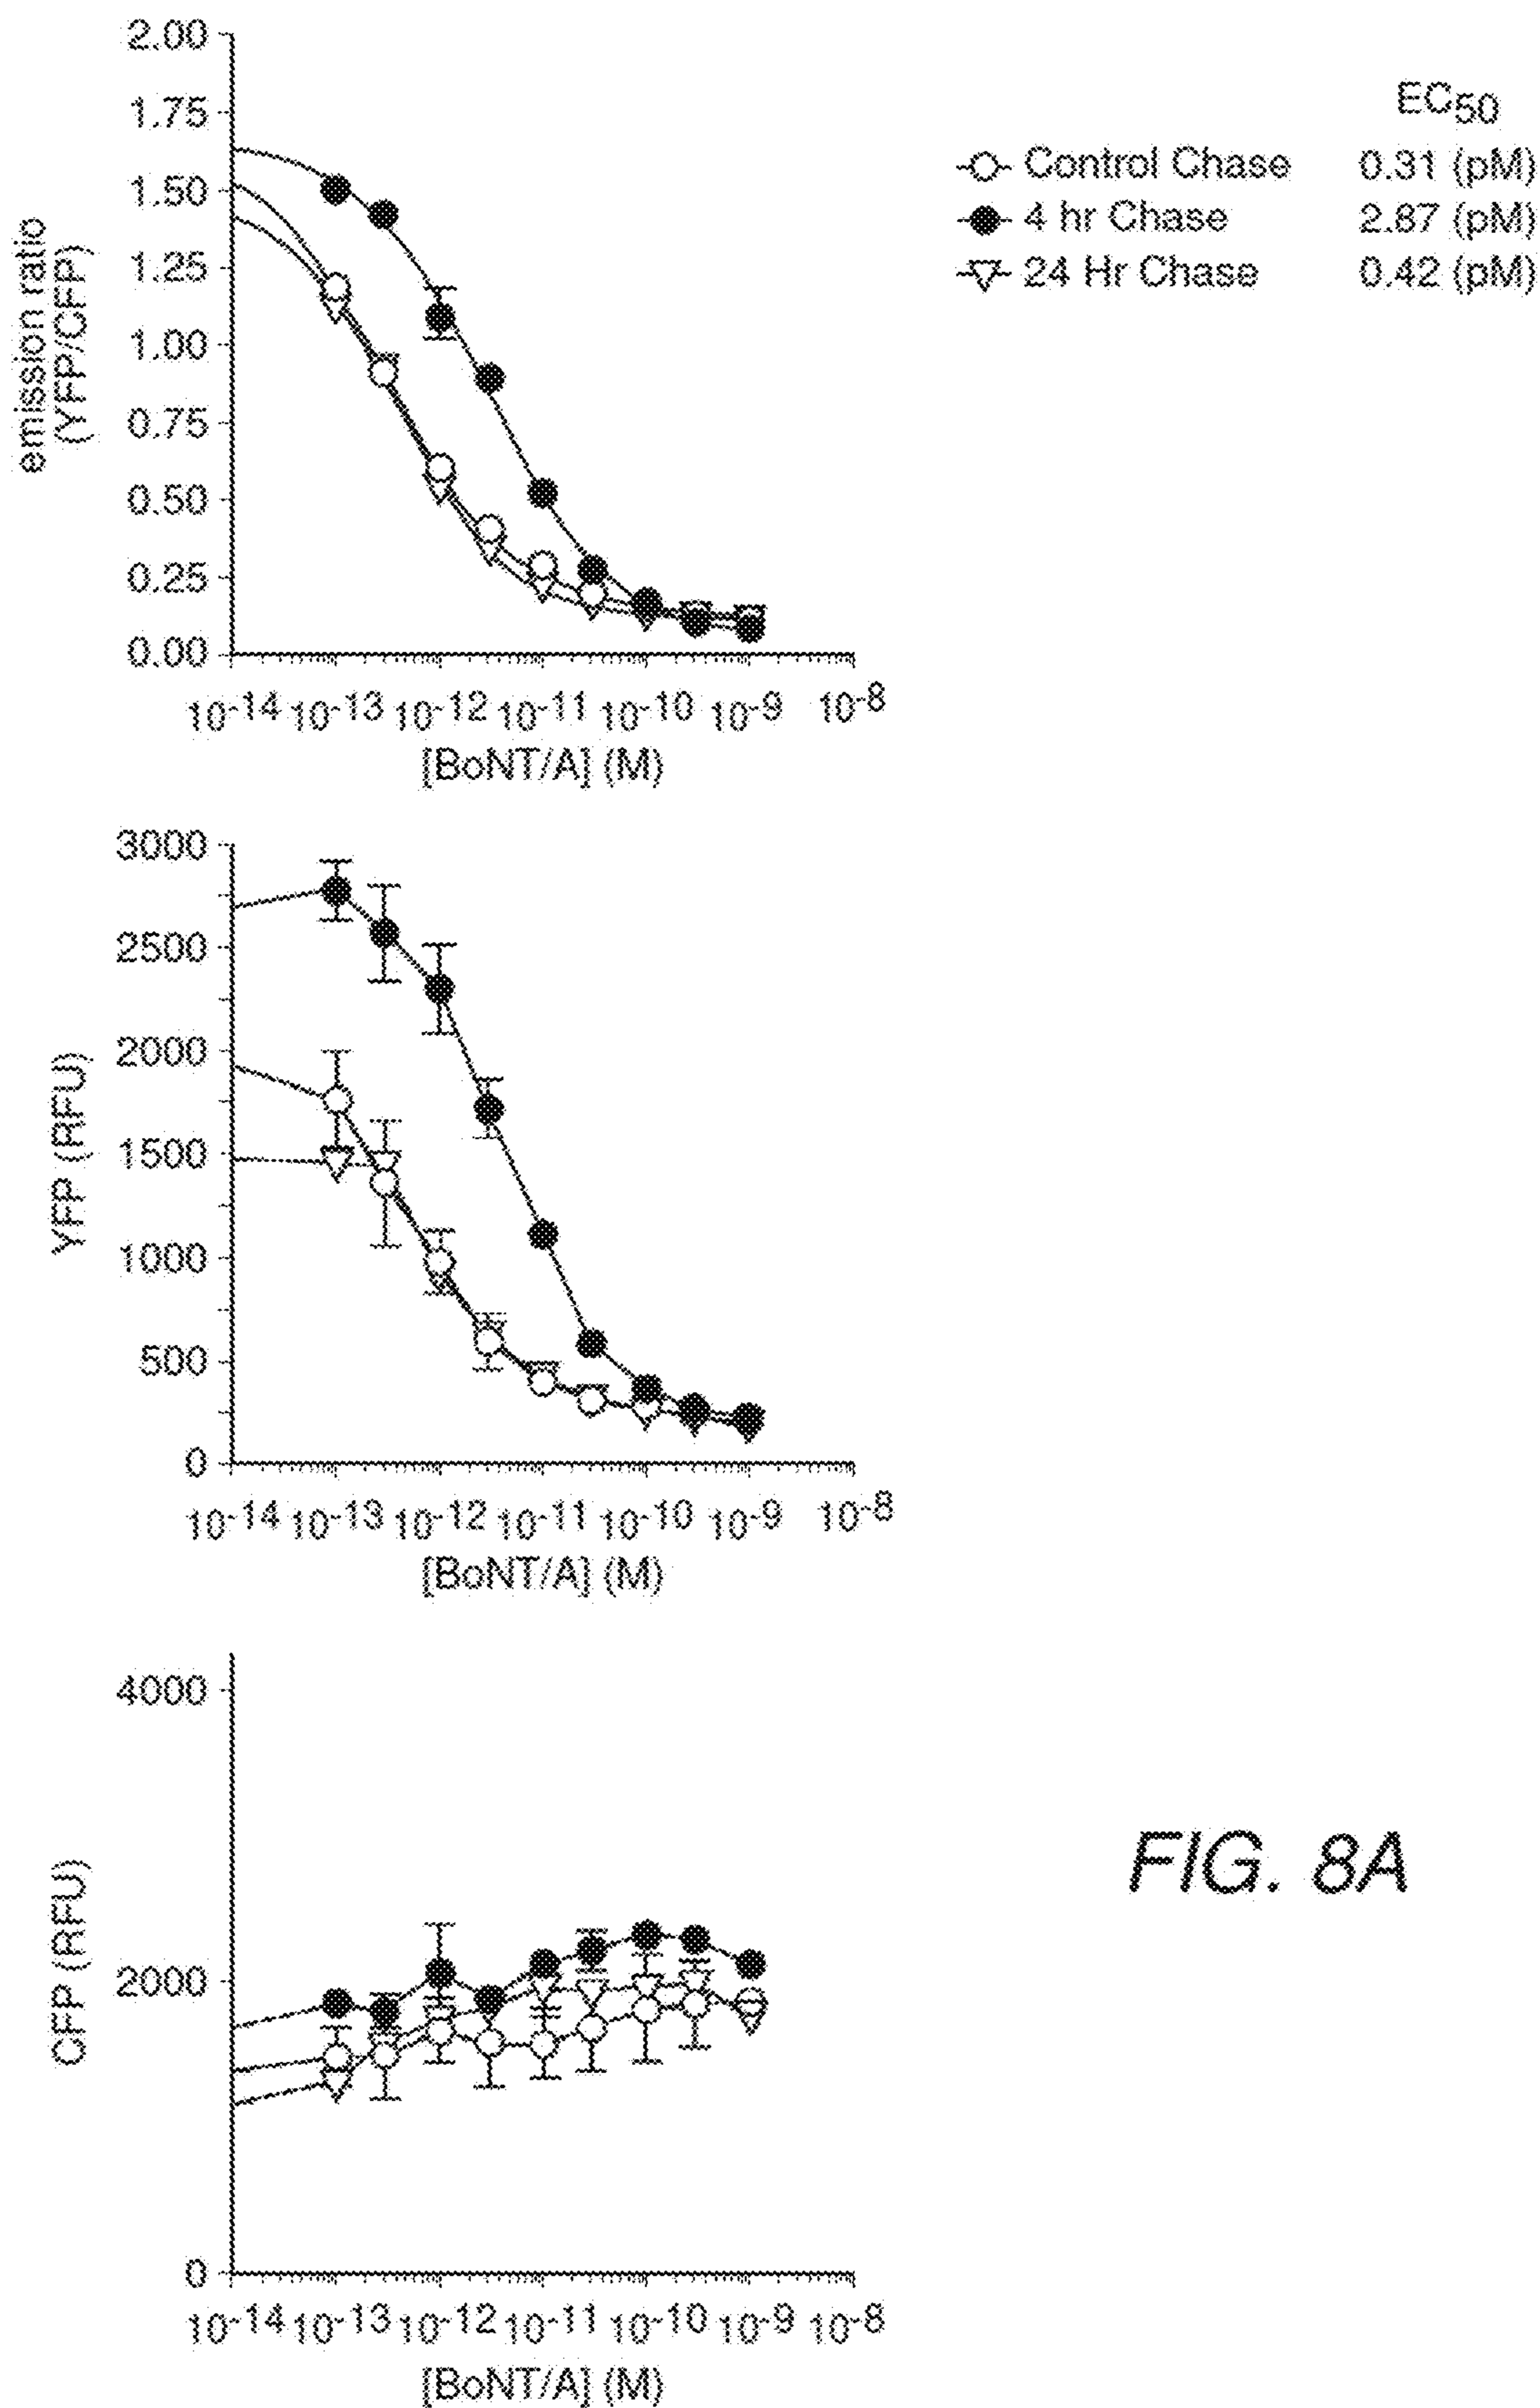 2.00
1.75
1.50
1.25
1.00
0.75
0.50
0.25
0.00
emission ratio
(YFP/CFP)
10-14 10-13 10-12 10-11 10-10 10-9 10-8
[BoNT/A] (M)
EC50
Control Chase 0.31 (pM)
4 hr Chase 2.87 (pM)
24 Hr Chase 0.42 (pM)
3000
2500
2000
1500
1000
500
0
YFP (RFU)
10-14 10-13 10-12 10-11 10-10 10-9 10-8
[BoNT/A] (M)
4000
2000
0
CFP (RFU)
10-14 10-13 10-12 10-11 10-10 10-9 10-8
[BoNT/A] (M)
FIG. 8A